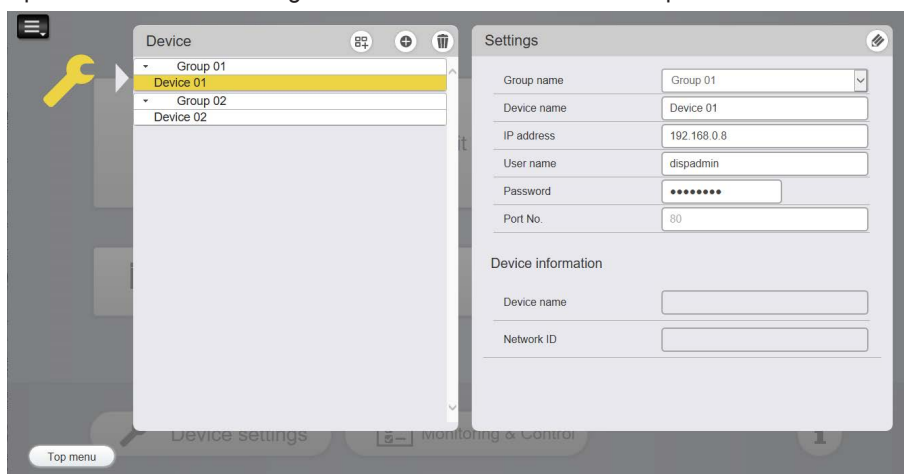 Device
Group 01
Device 01
Group 02
Device 02
Settings
Group name Group 01
Device name Device 01
IP address 192.168.0.8
User name dispadmin
Password ••••••••
Port No. 80
Device information
Device name
Network ID
it
Device settings
Monitoring & Control
i
Top menu